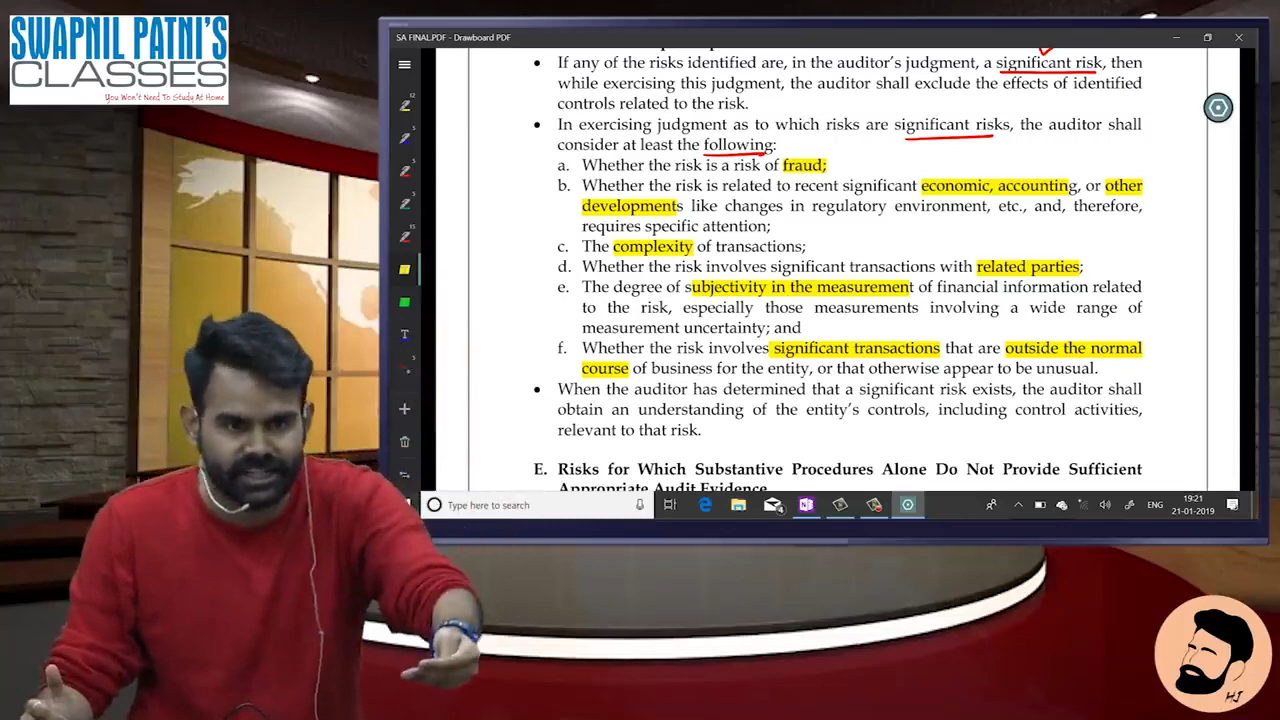 SWAPNIL PATNI'S
CLASSES
You Won't Need To Study At Home
SA FINAL.PDF - Drawboard PDF
• If any of the risks identified are, in the auditor's judgment, a significant risk, then
while exercising this judgment, the auditor shall exclude the effects of identified
controls related to the risk.
• In exercising judgment as to which risks are significant risks, the auditor shall
consider at least the following:
a. Whether the risk is a risk of fraud;
b. Whether the risk is related to recent significant economic, accounting, or other
developments like changes in regulatory environment, etc., and, therefore,
requires specific attention;
c. The complexity of transactions;
d. Whether the risk involves significant transactions with related parties;
e. The degree of subjectivity in the measurement of financial information related
to the risk, especially those measurements involving a wide range of
measurement uncertainty; and
f. Whether the risk involves significant transactions that are outside the normal
course of business for the entity, or that otherwise appear to be unusual.
• When the auditor has determined that a significant risk exists, the auditor shall
obtain an understanding of the entity's controls, including control activities,
relevant to that risk.
E. Risks for Which Substantive Procedures Alone Do Not Provide Sufficient
Appropriate Audit Evidence
Type here to search
ENG
19:21
21-01-2019
HJ